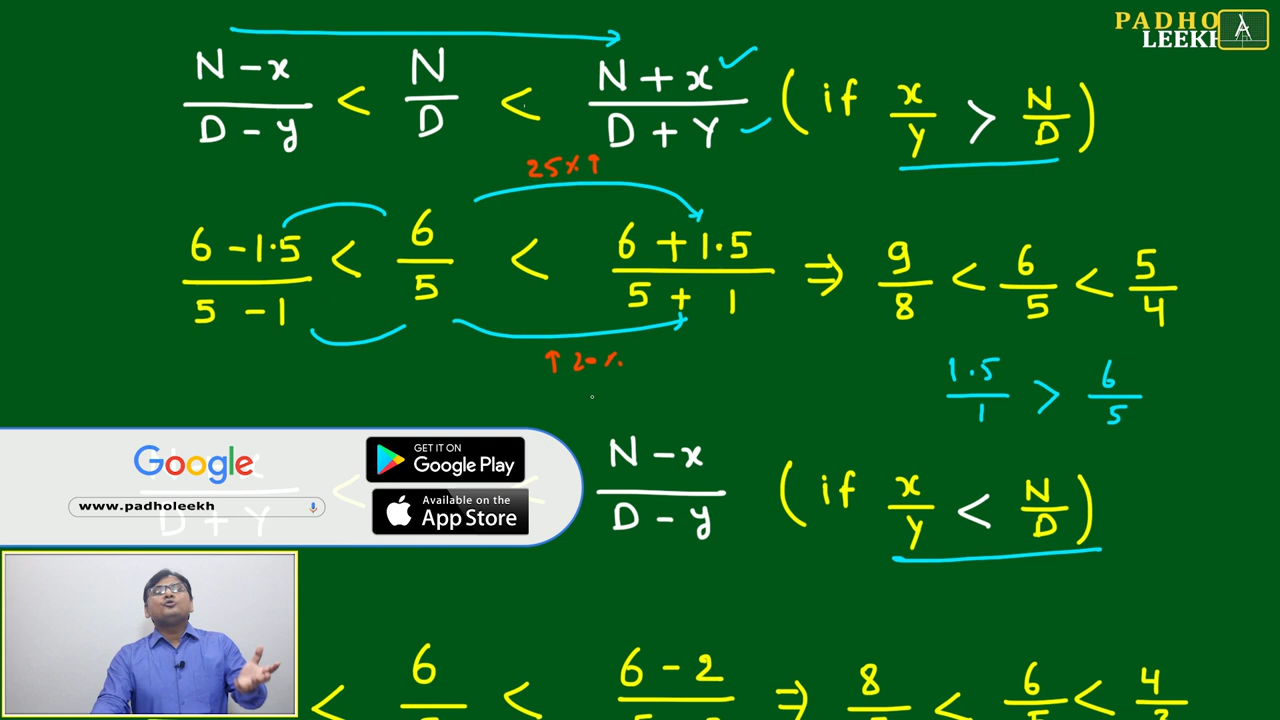 PADHO
LEEKH
N - x / D - y < N / D < N + x / D + Y (if x / Y > N / D)
25 % ↑
6 - 1.5 / 5 - 1 < 6 / 5 < 6 + 1.5 / 5 + 1 ⇒ 9 / 8 < 6 / 5 < 5 / 4
↑ 20 %
1.5 / 1 > 6 / 5
Google
www.padholeekh
GET IT ON
Google Play
Available on the
App Store
D + Y < N - x / D - y (if x / Y < N / D)
< 6 < 6 - 2 ⇒ 8 < 6 < 4